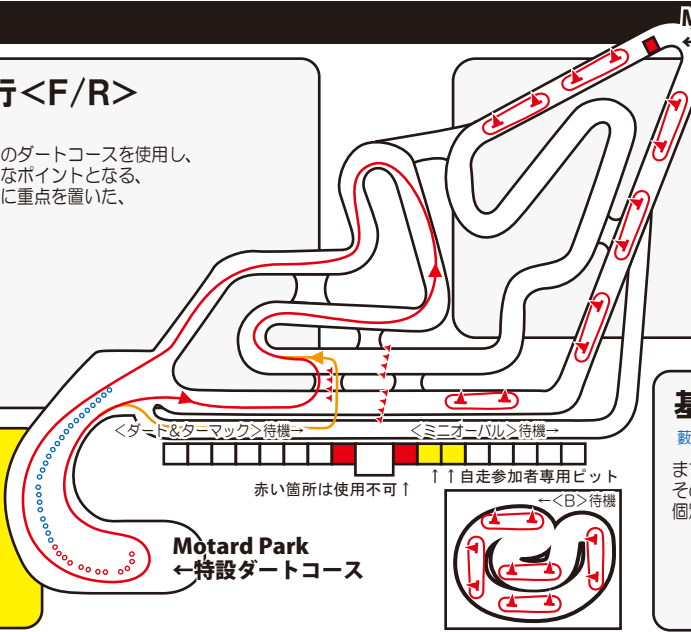 行＜F/R＞
のダートコースを使用し、
なポイントとなる、
に重点を置いた、
M
←
＜ダート&ターマック＞待機→
＜ミニオーバル＞待機→
赤い箇所は使用不可↑
↑↑自走参加者専用ピット
←＜B＞待機
Motard Park
←特設ダートコース
基
数
ま
その
個別